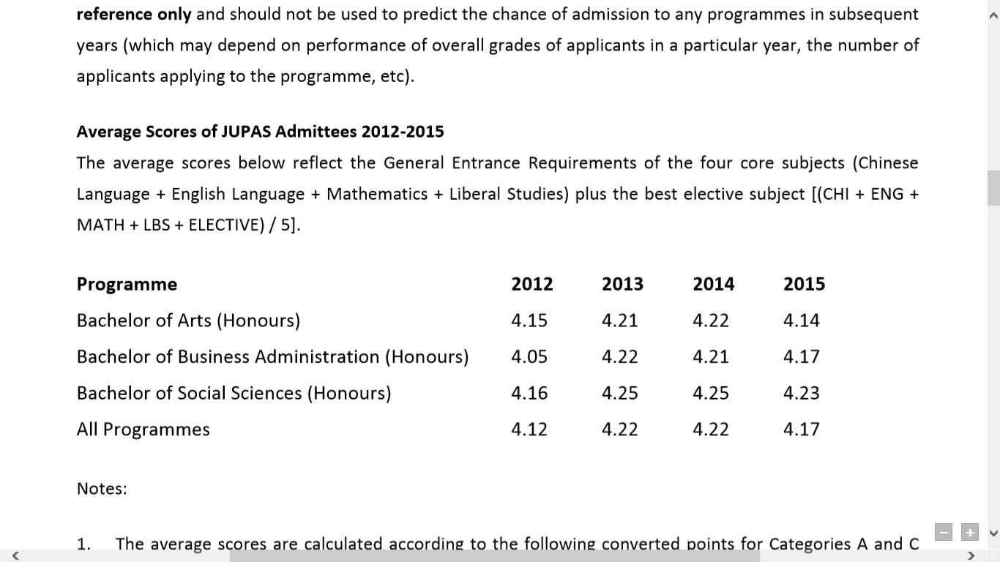 reference only and should not be used to predict the chance of admission to any programmes in subsequent
years (which may depend on performance of overall grades of applicants in a particular year, the number of
applicants applying to the programme, etc).
Average Scores of JUPAS Admittees 2012-2015
The average scores below reflect the General Entrance Requirements of the four core subjects (Chinese
Language + English Language + Mathematics + Liberal Studies) plus the best elective subject [(CHI + ENG +
MATH + LBS + ELECTIVE) / 5].
Programme 2012 2013 2014 2015
Bachelor of Arts (Honours) 4.15 4.21 4.22 4.14
Bachelor of Business Administration (Honours) 4.05 4.22 4.21 4.17
Bachelor of Social Sciences (Honours) 4.16 4.25 4.25 4.23
All Programmes 4.12 4.22 4.22 4.17
Notes:
1. The average scores are calculated according to the following converted points for Categories A and C